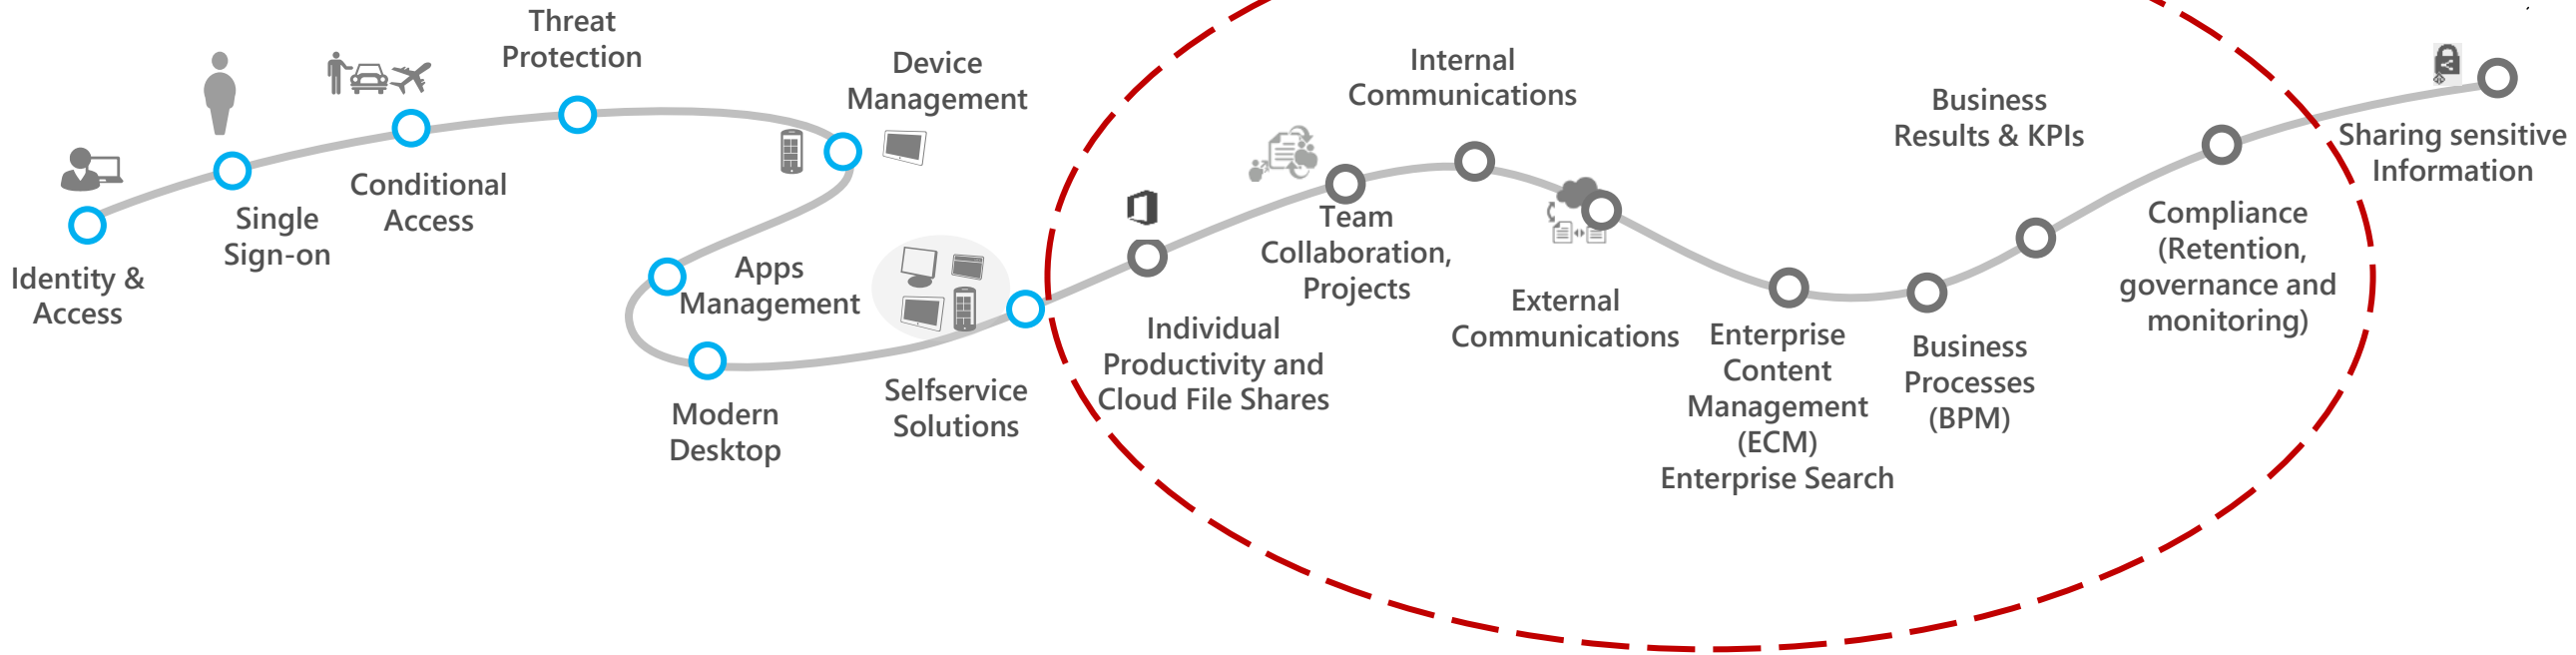 Identity &
Access
Single
Sign-on
Conditional
Access
Threat
Protection
Device
Management
Apps
Management
Modern
Desktop
Selfservice
Solutions
Individual
Productivity and
Cloud File Shares
Team
Collaboration,
Projects
Internal
Communications
External
Communications
Enterprise
Content
Management
(ECM)
Enterprise Search
Business
Processes
(BPM)
Business
Results & KPIs
Compliance
(Retention,
governance and
monitoring)
Sharing sensitive
Information